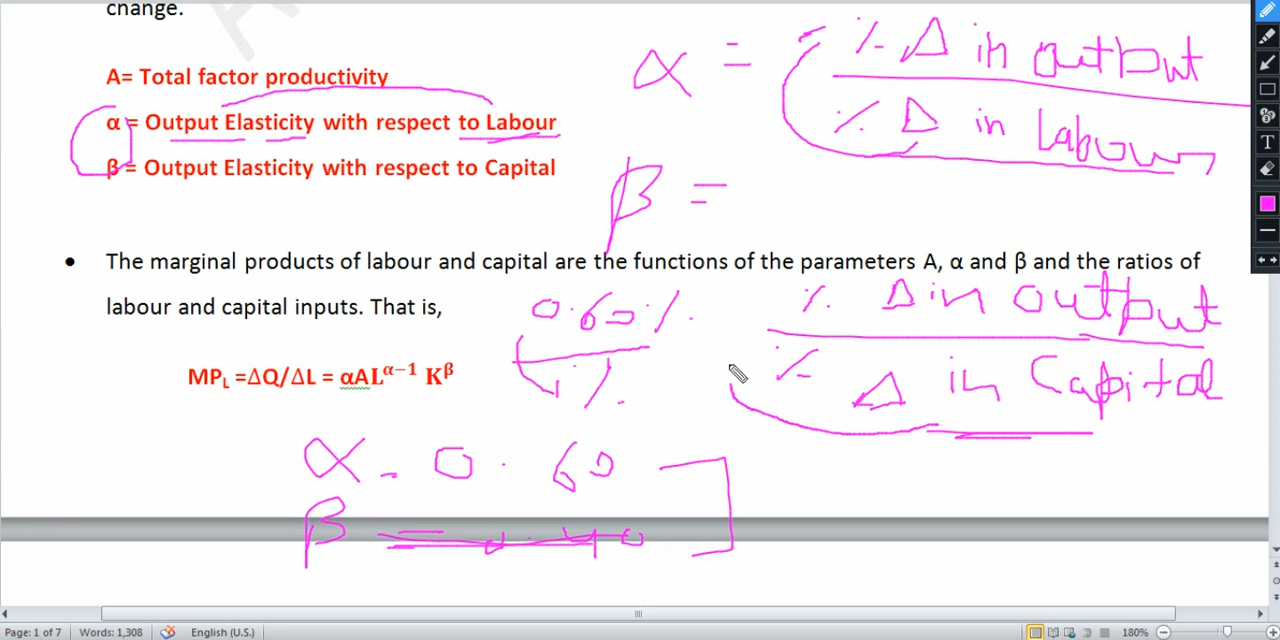 change.
A= Total factor productivity
α = Output Elasticity with respect to Labour
β = Output Elasticity with respect to Capital
α = % Δ in output
% Δ in Labour
β =
• The marginal products of labour and capital are the functions of the parameters A, α and β and the ratios of
labour and capital inputs. That is,
% Δ in output
% Δ in Capital
0.60%
1%.
MPL =ΔQ/ΔL = αAL^α−1 K^β
α = 0.60
β = 0.40
Page: 1 of 7 Words: 1,308 English (U.S.) 180%